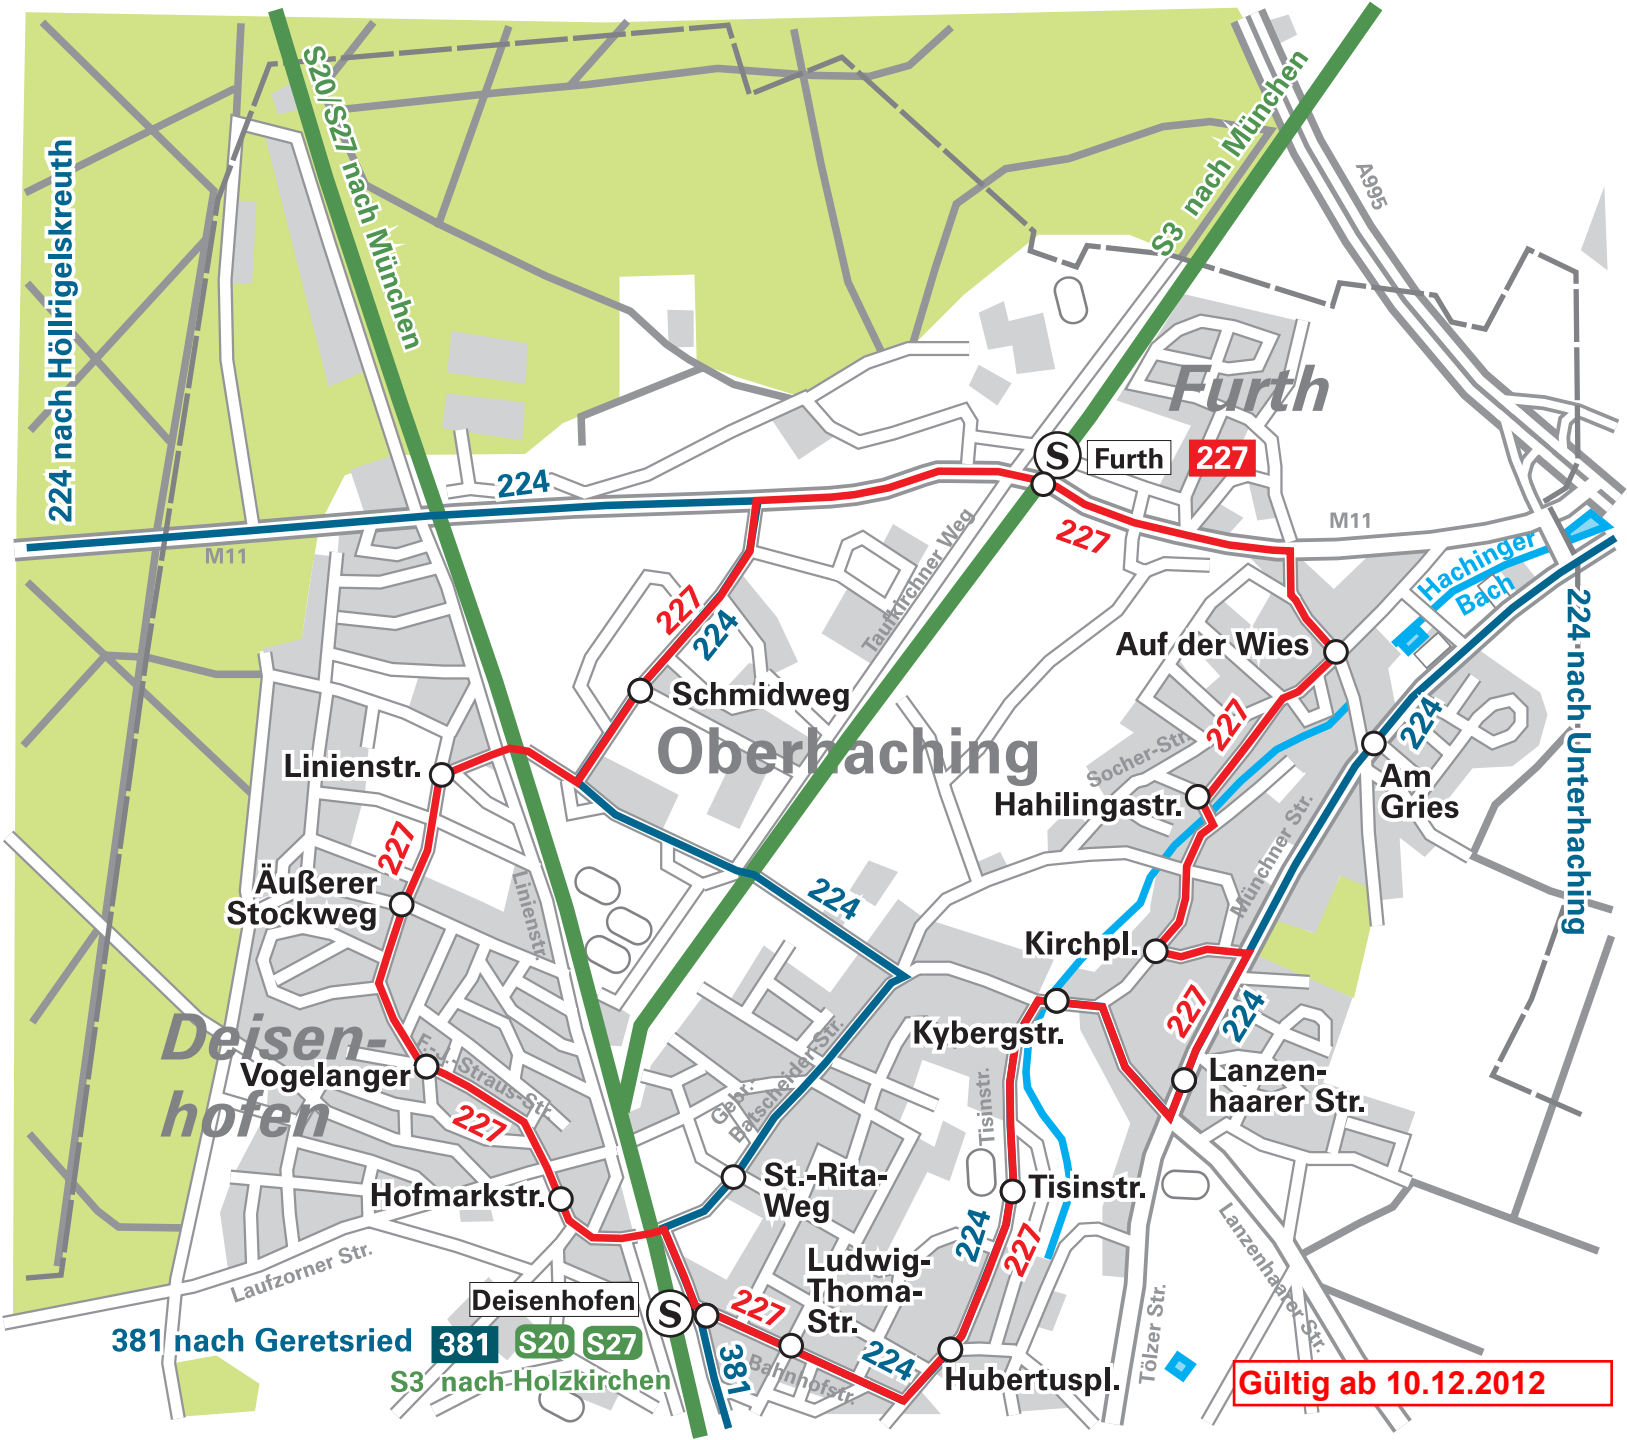 S20/S27 nach München
S3 nach München
A995
224 nach Höllrigelskreuth
Furth
S
Furth
227
224
M11
227
M11
Hachinger
Bach
Taufkirchner Weg
227
224
Auf der Wies
224 nach Unterhaching
Schmidweg
Oberhaching
227
224
Socher-Str.
Linienstr.
Am
Gries
Hahilingastr.
Münchner Str.
227
Äußerer
Stockweg
Linienstr.
224
Kirchpl.
227
224
Deisen-
hofen
Kybergstr.
Gebr.-
Batscheider-Str.
F.-J.-Straus-Str.
Vogelanger
Tisinstr.
Lanzen-
haarer Str.
227
Hofmarkstr.
St.-Rita-
Weg
Tisinstr.
224
227
Lanzenhaarer Str.
Laufzorner Str.
Ludwig-
Thoma-
Str.
Deisenhofen
S
227
Tölzer Str.
381 nach Geretsried
381
S20
S27
381
Bahnhofstr.
224
S3 nach Holzkirchen
Hubertuspl.
Gültig ab 10.12.2012